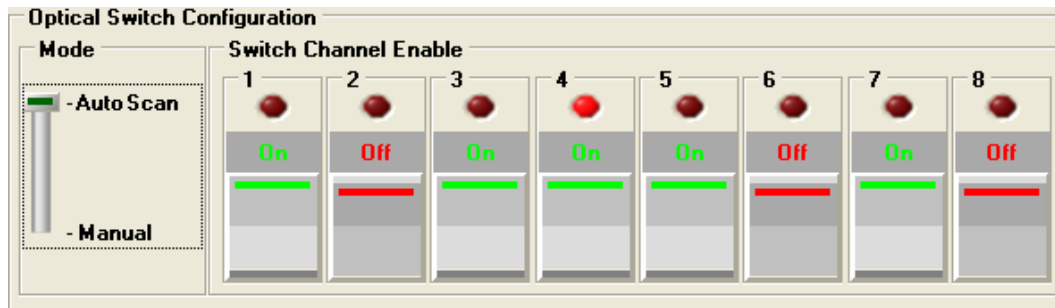 Optical Switch Configuration
Mode
Switch Channel Enable
1 2 3 4 5 6 7 8
- Auto Scan
On Off On On On Off On Off
- Manual